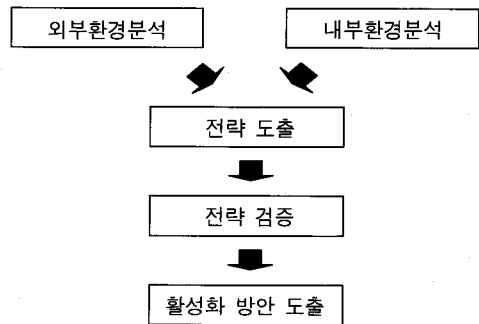 외부환경분석
내부환경분석
전략 도출
전략 검증
활성화 방안 도출